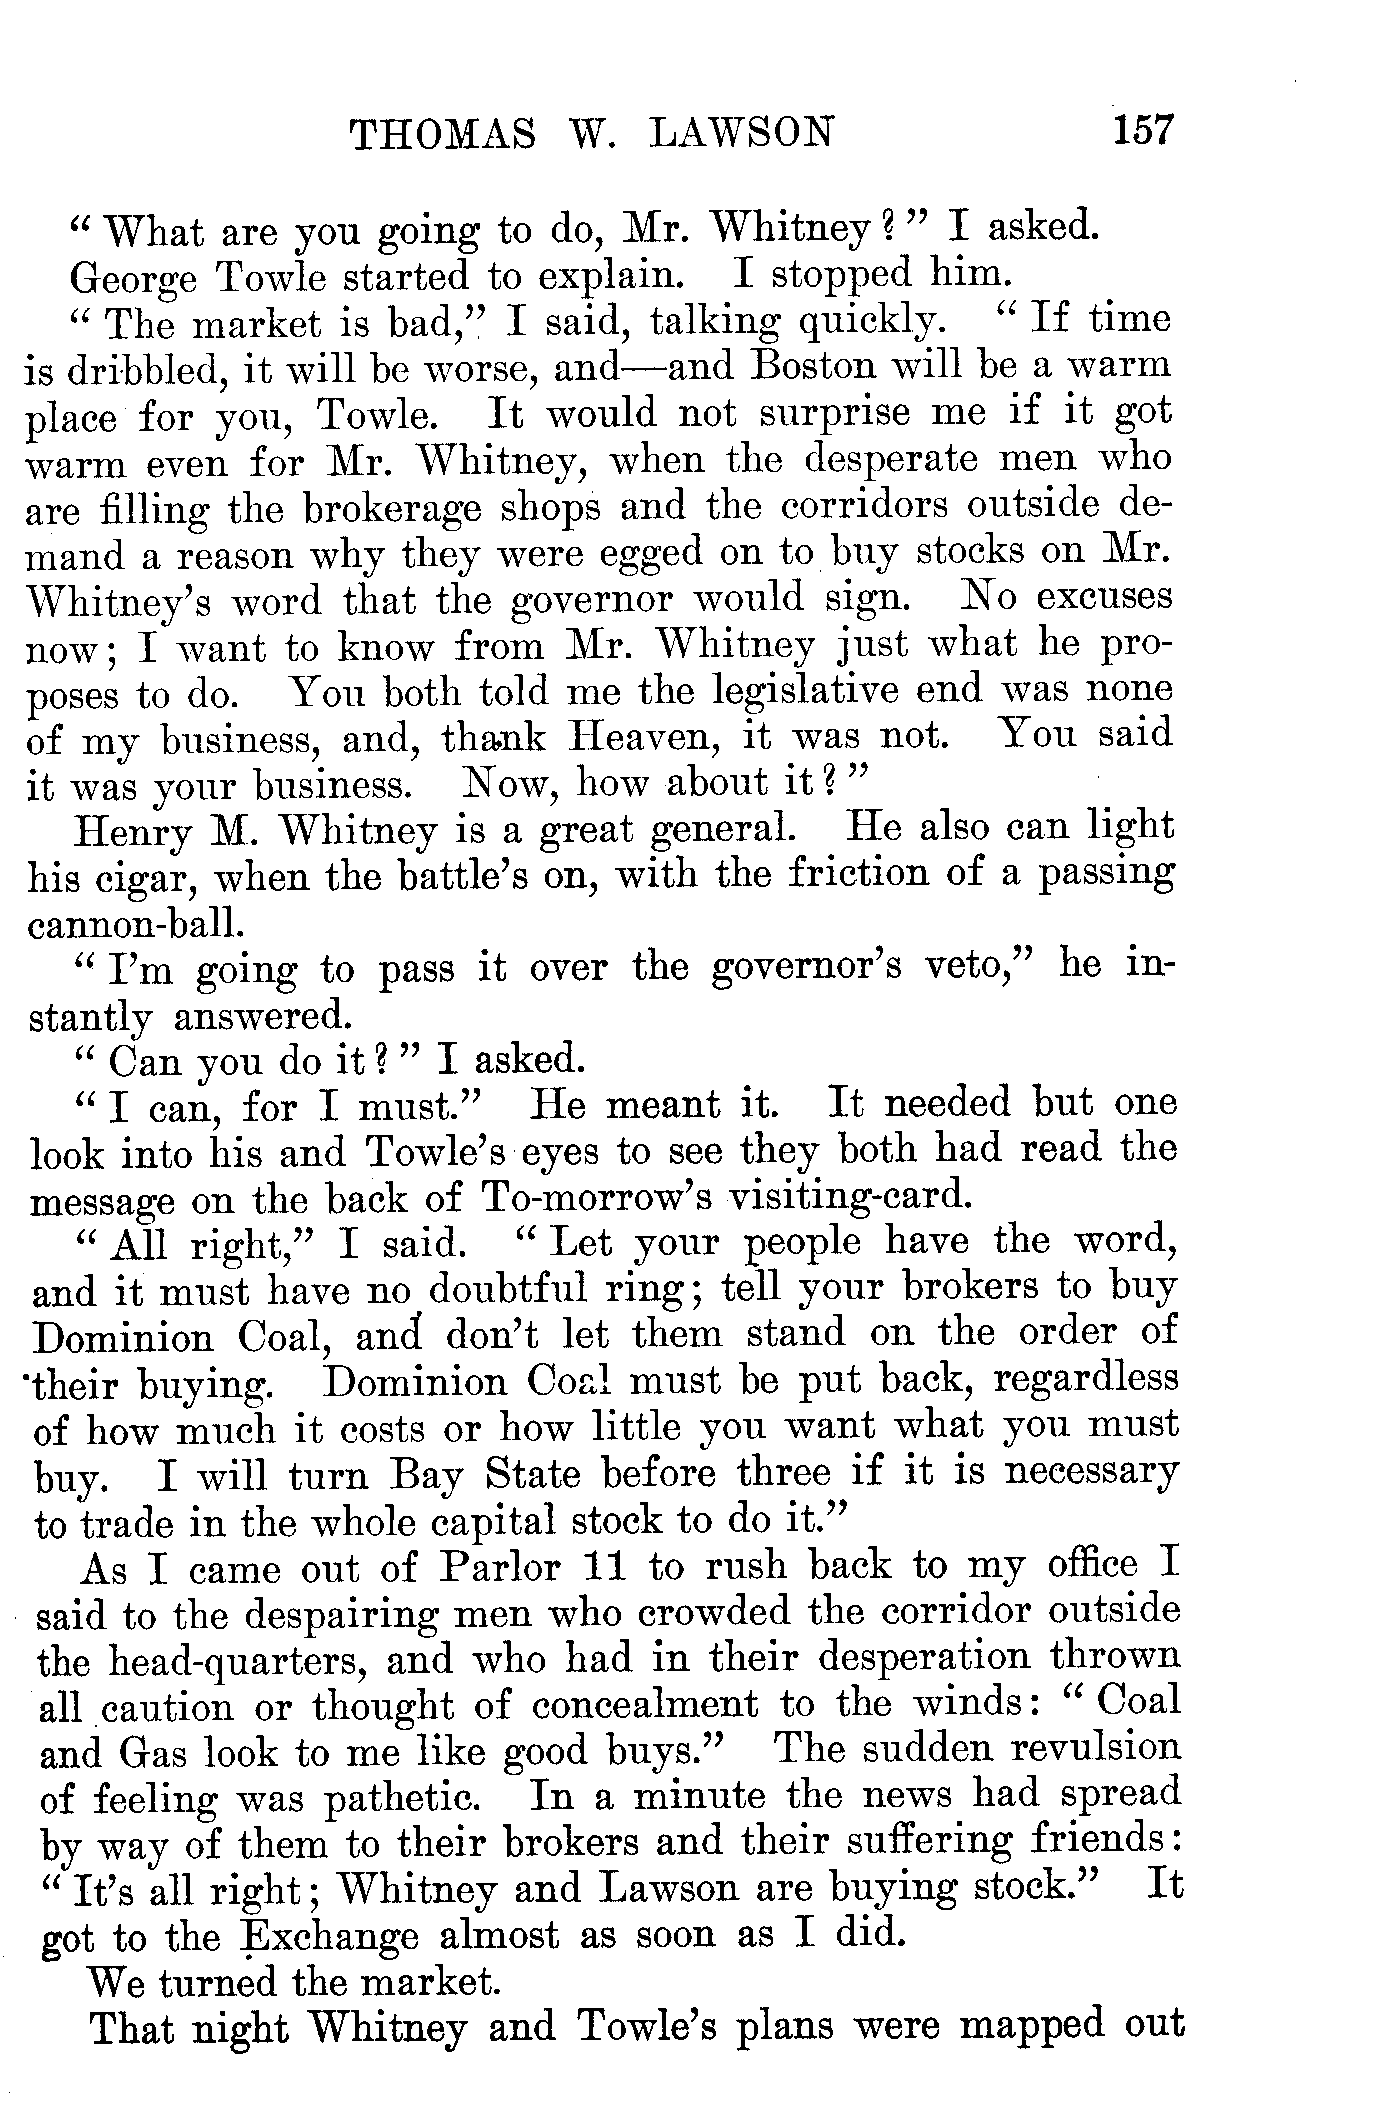 THOMAS W. LAWSON 157
“ What are you going to do, Mr. Whitney ? ” I asked.
George Towle started to explain. I stopped him.
“ The market is bad,” I said, talking quickly. “ If time
is dribbled, it will be worse, and—and Boston will be a warm
place for you, Towle. It would not surprise me if it got
warm even for Mr. Whitney, when the desperate men who
are filling the brokerage shops and the corridors outside de-
mand a reason why they were egged on to buy stocks on Mr.
Whitney’s word that the governor would sign. No excuses
now ; I want to know from Mr. Whitney just what he pro-
poses to do. You both told me the legislative end was none
of my business, and, thank Heaven, it was not. You said
it was your business. Now, how about it ? ”
Henry M. Whitney is a great general. He also can light
his cigar, when the battle’s on, with the friction of a passing
cannon-ball.
“ I’m going to pass it over the governor’s veto,” he in-
stantly answered.
“ Can you do it ? ” I asked.
“ I can, for I must.” He meant it. It needed but one
look into his and Towle’s eyes to see they both had read the
message on the back of To-morrow’s visiting-card.
“ All right,” I said. “ Let your people have the word,
and it must have no doubtful ring ; tell your brokers to buy
Dominion Coal, and don’t let them stand on the order of
their buying. Dominion Coal must be put back, regardless
of how much it costs or how little you want what you must
buy. I will turn Bay State before three if it is necessary
to trade in the whole capital stock to do it.”
As I came out of Parlor 11 to rush back to my office I
said to the despairing men who crowded the corridor outside
the head-quarters, and who had in their desperation thrown
all caution or thought of concealment to the winds : “ Coal
and Gas look to me like good buys.” The sudden revulsion
of feeling was pathetic. In a minute the news had spread
by way of them to their brokers and their suffering friends :
“ It’s all right ; Whitney and Lawson are buying stock.” It
got to the Exchange almost as soon as I did.
We turned the market.
That night Whitney and Towle’s plans were mapped out